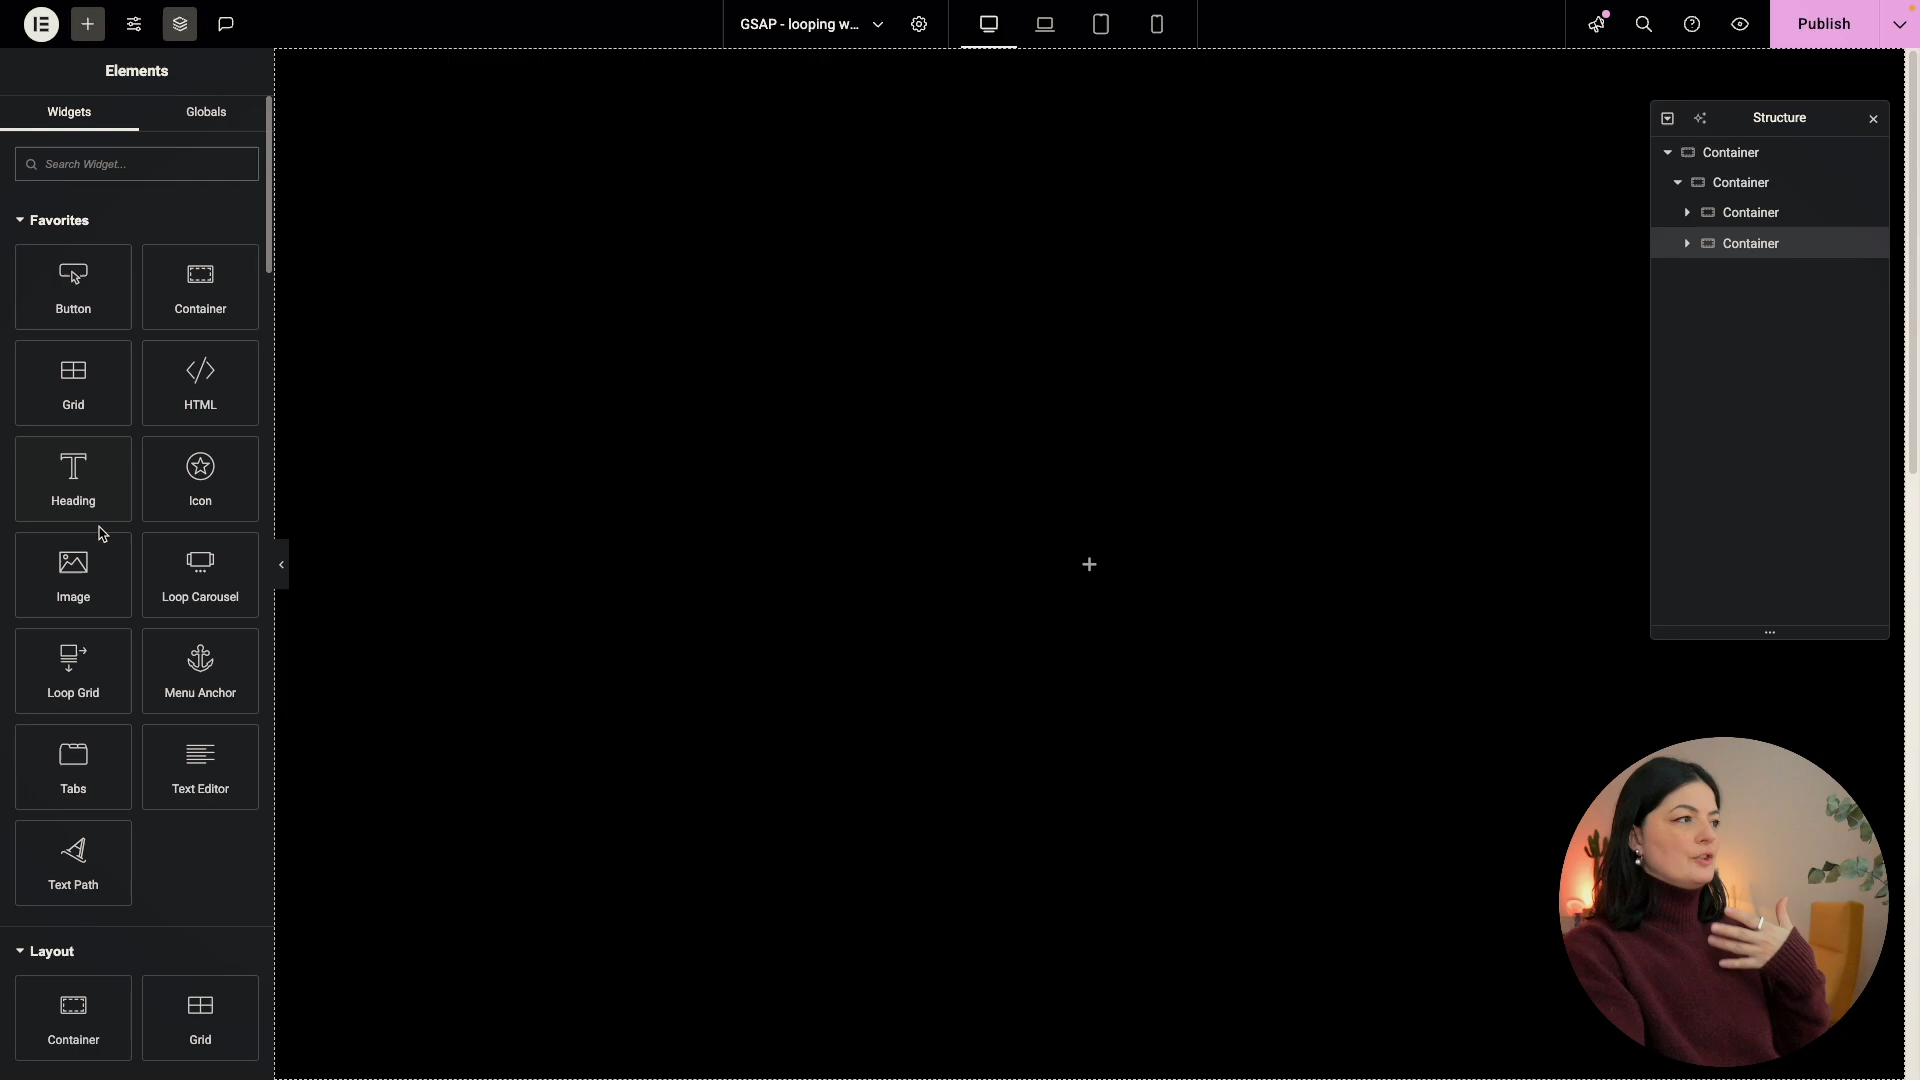 GSAP - looping w...
Publish
Elements
Widgets
Globals
Search Widget...
Favorites
Button
Container
Grid
HTML
Heading
Icon
Image
Loop Carousel
Loop Grid
Menu Anchor
Tabs
Text Editor
Text Path
Layout
Container
Grid
Structure
Container
Container
Container
Container